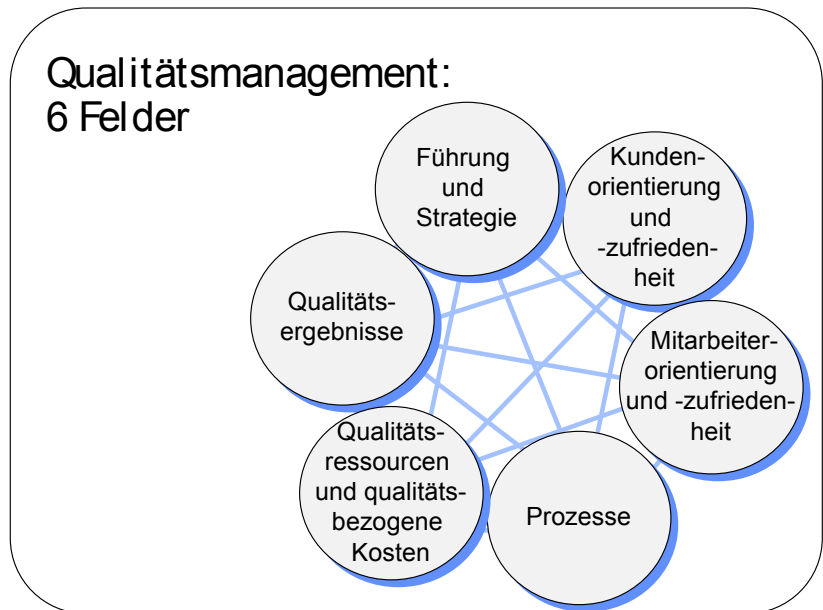 Qualitätsmanagement:
6 Felder
Führung
und
Strategie
Kunden-
orientierung
und
-zufrieden-
heit
Mitarbeiter-
orientierung
und -zufrieden-
heit
Prozesse
Qualitäts-
ressourcen
und qualitäts-
bezogene
Kosten
Qualitäts-
ergebnisse